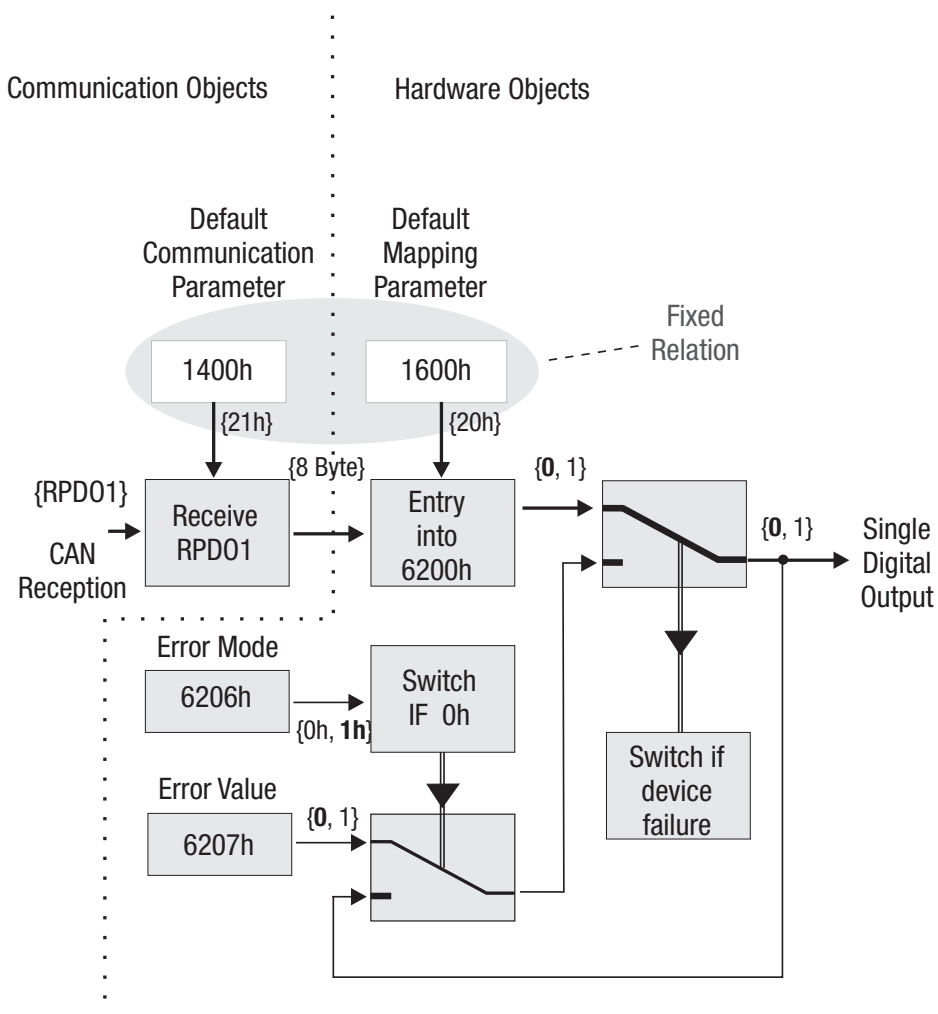 Communication Objects
Hardware Objects
Default
Communication
Parameter
Default
Mapping
Parameter
Fixed
Relation
1400h
1600h
{21h}
{20h}
{RPDO1}
CAN
Reception
Receive
RPDO1
{8 Byte}
Entry
into
6200h
{0, 1}
{0, 1}
Single
Digital
Output
Error Mode
6206h
{0h, 1h}
Switch
IF 0h
Switch if
device
failure
Error Value
6207h
{0, 1}